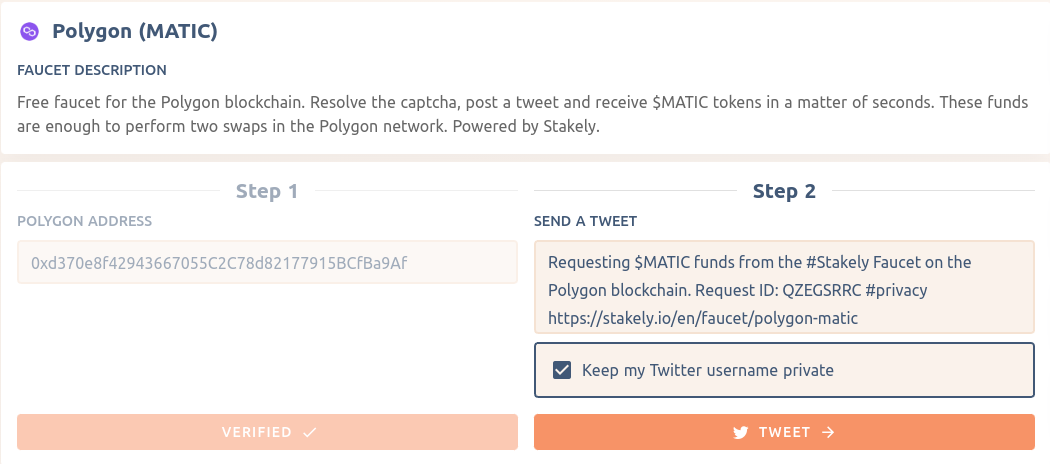 Polygon (MATIC)
FAUCET DESCRIPTION
Free faucet for the Polygon blockchain. Resolve the captcha, post a tweet and receive $MATIC tokens in a matter of seconds. These funds
are enough to perform two swaps in the Polygon network. Powered by Stakely.
Step 1
POLYGON ADDRESS
0xd370e8f42943667055C2C78d82177915BCfBa9Af
VERIFIED
Step 2
SEND A TWEET
Requesting $MATIC funds from the #Stakely Faucet on the
Polygon blockchain. Request ID: QZEGSRRC #privacy
https://stakely.io/en/faucet/polygon-matic
Keep my Twitter username private
TWEET